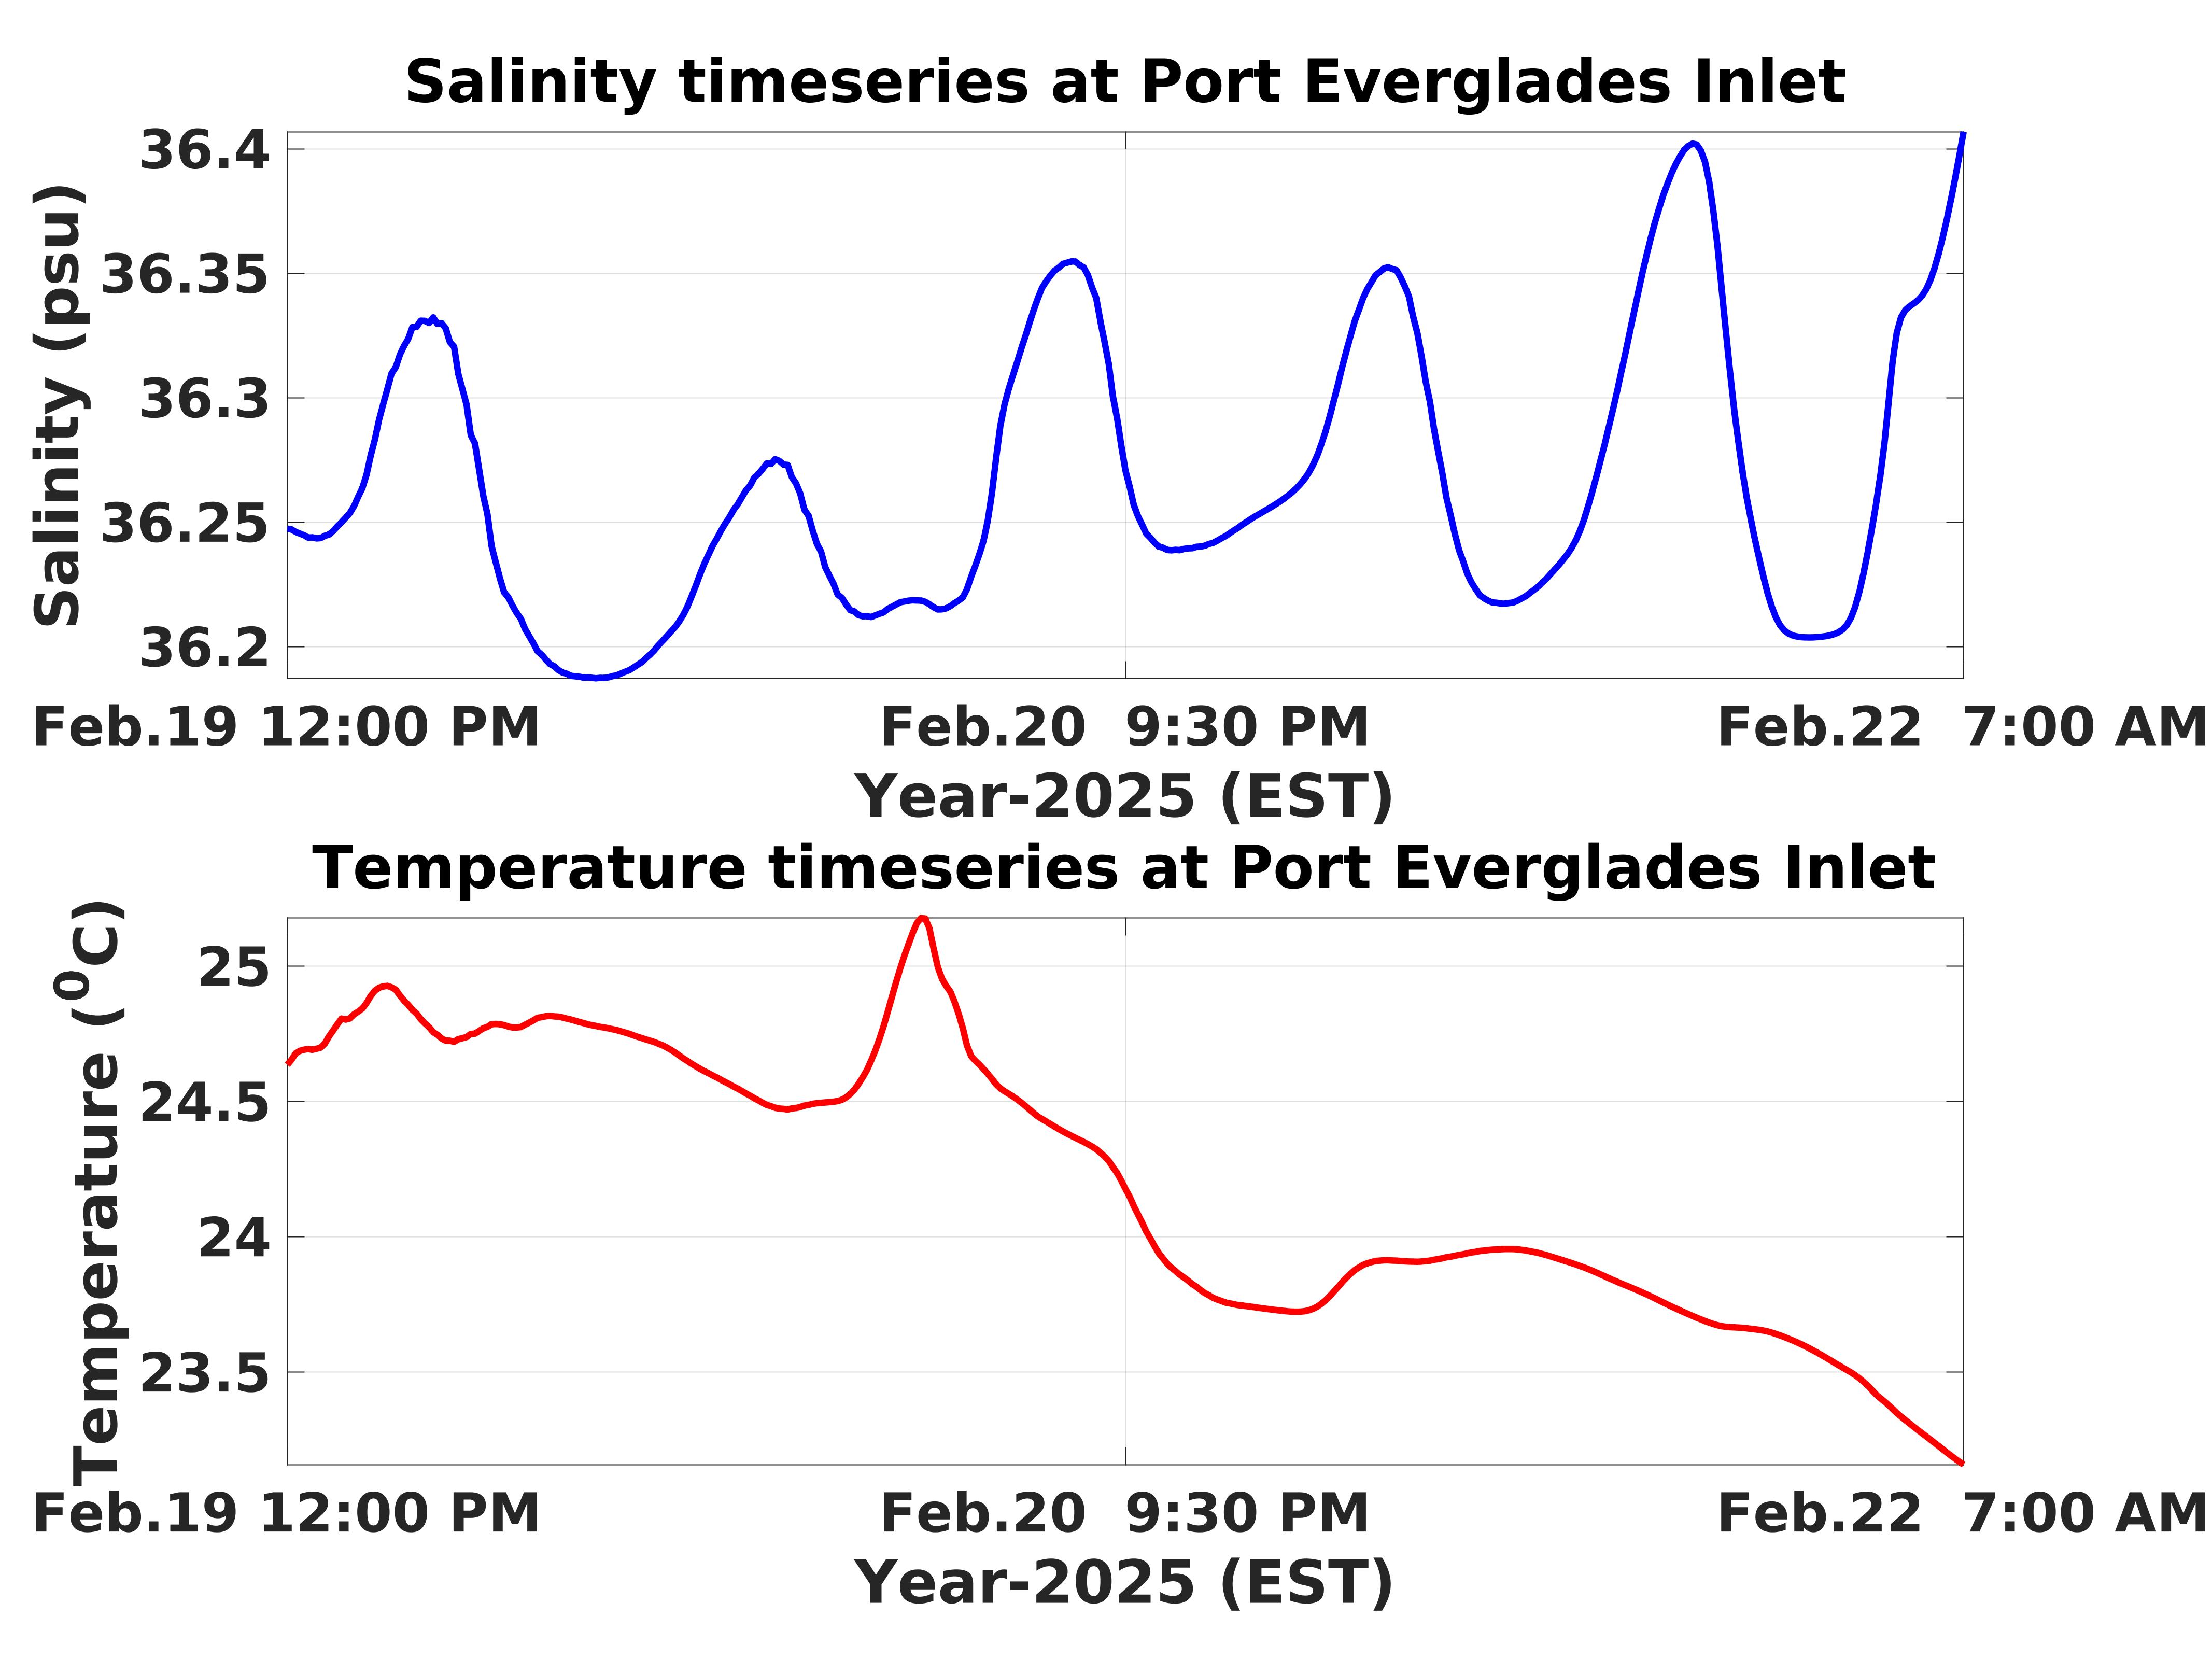 Salinity timeseries at Port Everglades Inlet
Salinity (psu)
36.4
36.35
36.3
36.25
36.2
Feb.19 12:00 PM Feb.20  9:30 PM Feb.22  7:00 AM
Year-2025 (EST)
Temperature timeseries at Port Everglades Inlet
Temperature (⁰C)
25
24.5
24
23.5
Feb.19 12:00 PM Feb.20  9:30 PM Feb.22  7:00 AM
Year-2025 (EST)